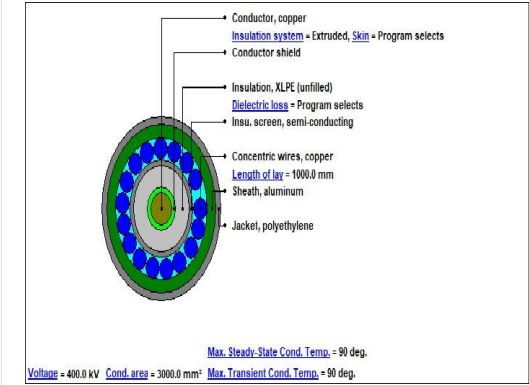 Conductor, copper
Insulation system = Extruded, Skin = Program selects
Conductor shield
Insulation, XLPE (unfilled)
Dielectric loss = Program selects
Insu. screen, semi-conducting
Concentric wires, copper
Length of lay = 1000.0 mm
Sheath, aluminum
Jacket, polyethylene
Max. Steady-State Cond. Temp. = 90 deg.
Voltage = 400.0 kV Cond. area = 3000.0 mm² Max. Transient Cond. Temp. = 90 deg.